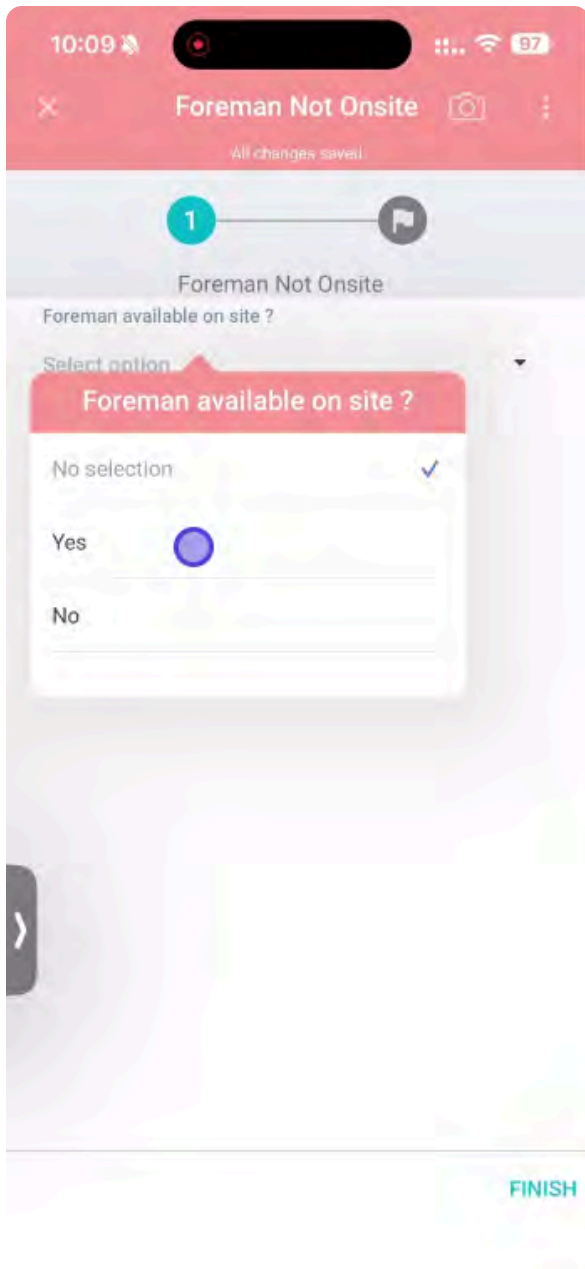 10:09
97
Foreman Not Onsite
All changes saved
1
Foreman Not Onsite
Foreman available on site ?
Select option
Foreman available on site ?
No selection
Yes
No
FINISH